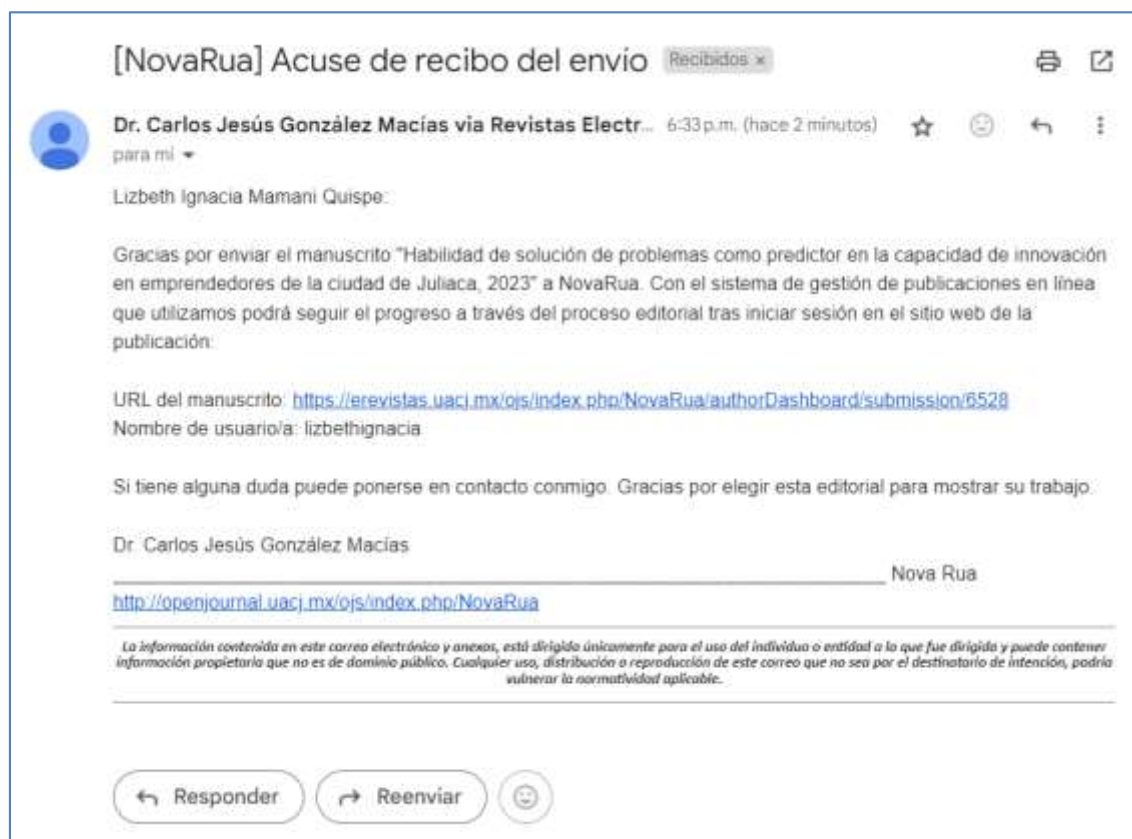 [NovaRua] Acuse de recibo del envío Recibidos x
Dr. Carlos Jesús González Macías via Revistas Electr... 6:33 p.m. (hace 2 minutos)
para mí
Lizbeth Ignacia Mamani Quispe:
Gracias por enviar el manuscrito "Habilidad de solución de problemas como predictor en la capacidad de innovación
en emprendedores de la ciudad de Juliaca, 2023" a NovaRua. Con el sistema de gestión de publicaciones en línea
que utilizamos podrá seguir el progreso a través del proceso editorial tras iniciar sesión en el sitio web de la
publicación:
URL del manuscrito: https://erevistas.uacj.mx/ojs/index.php/NovaRua/authorDashboard/submission/6528
Nombre de usuario/a: lizbethignacia
Si tiene alguna duda puede ponerse en contacto conmigo. Gracias por elegir esta editorial para mostrar su trabajo.
Dr. Carlos Jesús González Macías
Nova Rua
http://openjournal.uacj.mx/ojs/index.php/NovaRua
La información contenida en este correo electrónico y anexos, está dirigida únicamente para el uso del individuo o entidad a la que fue dirigida y puede contener
información propietaria que no es de dominio público. Cualquier uso, distribución o reproducción de este correo que no sea por el destinatario de intención, podría
vulnerar la normatividad aplicable.
Responder Reenviar